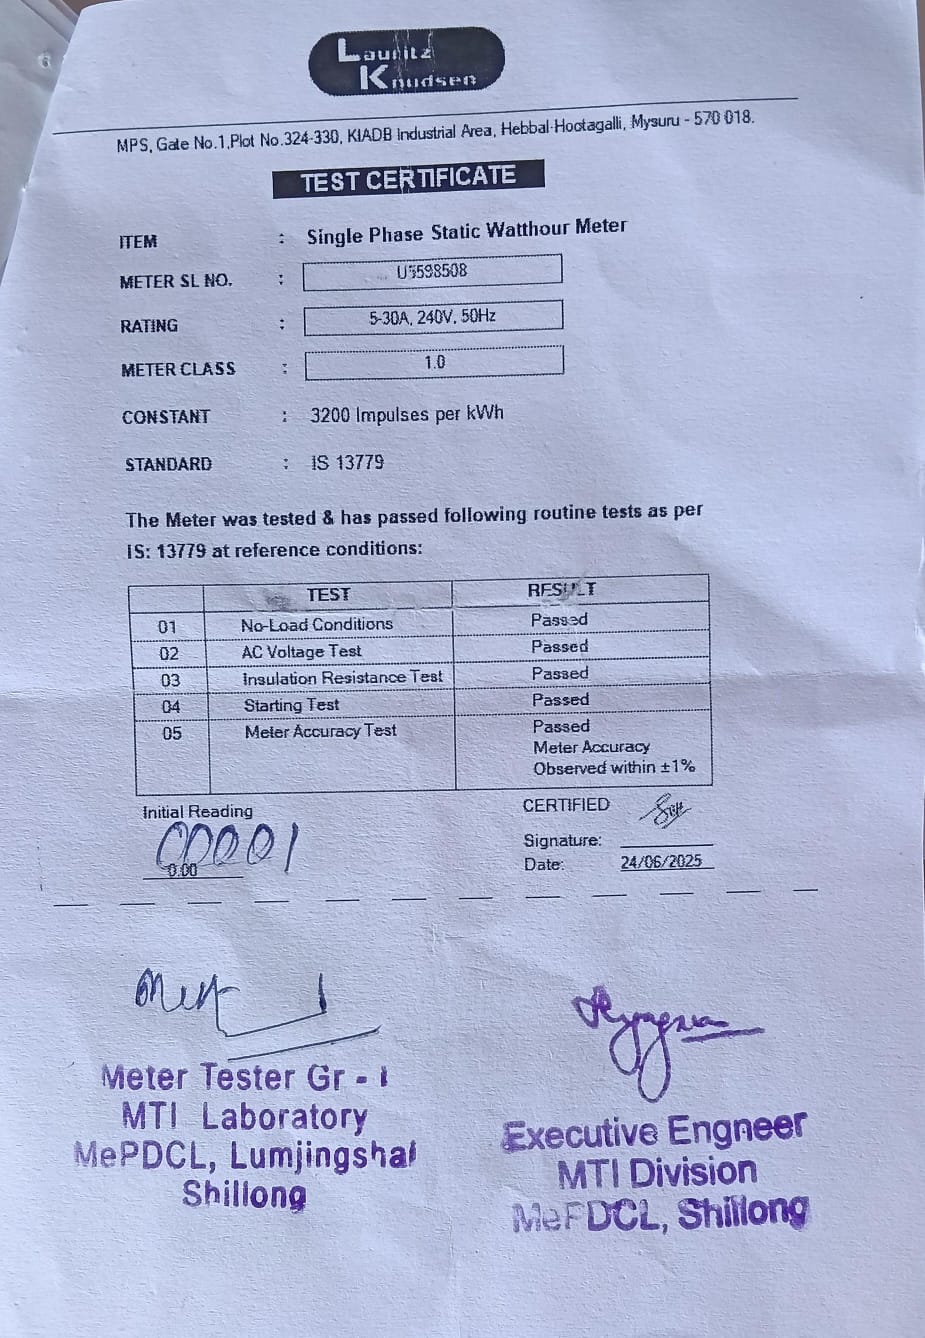 Lauritz
Knudsen
MPS, Gate No.1,Plot No.324-330, KIADB Industrial Area, Hebbal-Hootagalli, Mysuru - 570 018.
TEST CERTIFICATE
ITEM : Single Phase Static Watthour Meter
METER SL NO. : U5598508
RATING : 5-30A, 240V, 50Hz
METER CLASS : 1.0
CONSTANT : 3200 Impulses per kWh
STANDARD : IS 13779
The Meter was tested & has passed following routine tests as per
IS: 13779 at reference conditions:
TEST RESULT
01 No-Load Conditions Passed
02 AC Voltage Test Passed
03 Insulation Resistance Test Passed
04 Starting Test Passed
05 Meter Accuracy Test Passed
Meter Accuracy
Observed within ±1%
Initial Reading
00001
0.00
CERTIFIED
Signature:
Date: 24/06/2025
Meter Tester Gr - I
MTI Laboratory
MePDCL, Lumjingshai
Shillong
Executive Engneer
MTI Division
MePDCL, Shillong